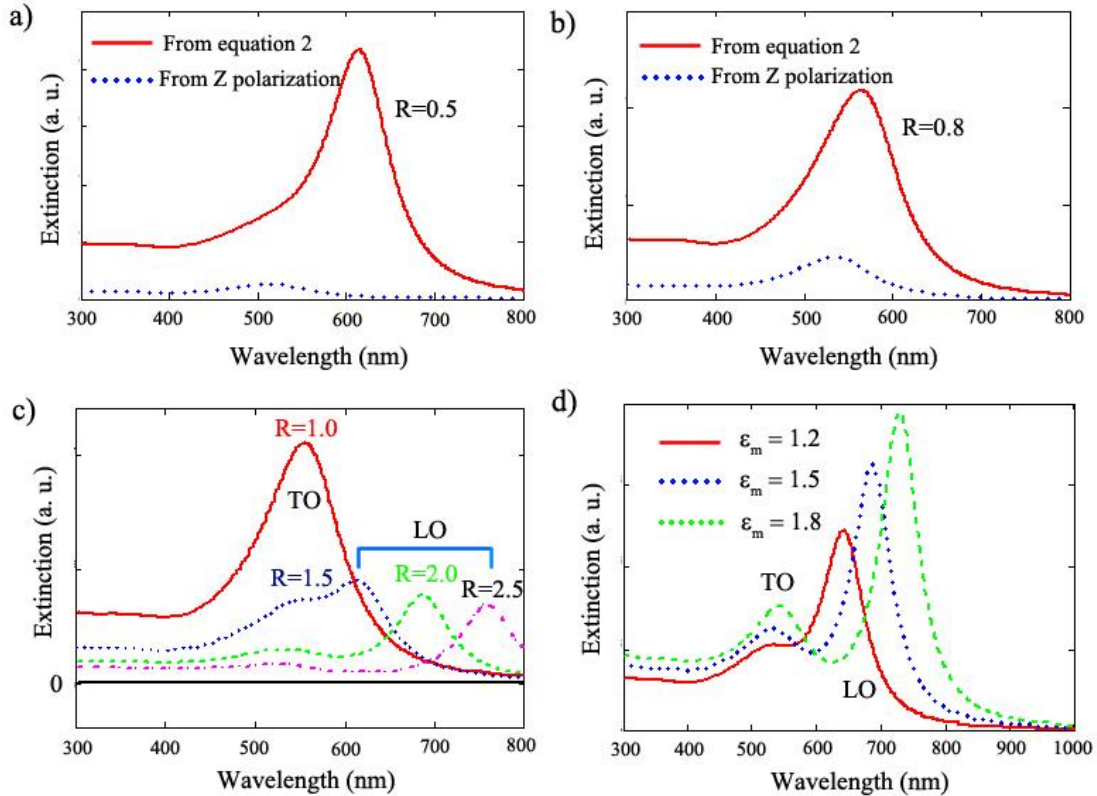 a)
From equation 2
From Z polarization
R=0.5
Extinction (a. u.)
300 400 500 600 700 800
Wavelength (nm)
b)
From equation 2
From Z polarization
R=0.8
Extinction (a. u.)
300 400 500 600 700 800
Wavelength (nm)
c)
R=1.0
TO
LO
R=1.5
R=2.0
R=2.5
Extinction (a. u.)
0
300 400 500 600 700 800
Wavelength (nm)
d)
ε_m = 1.2
ε_m = 1.5
ε_m = 1.8
TO
LO
Extinction (a. u.)
300 400 500 600 700 800 900 1000
Wavelength (nm)